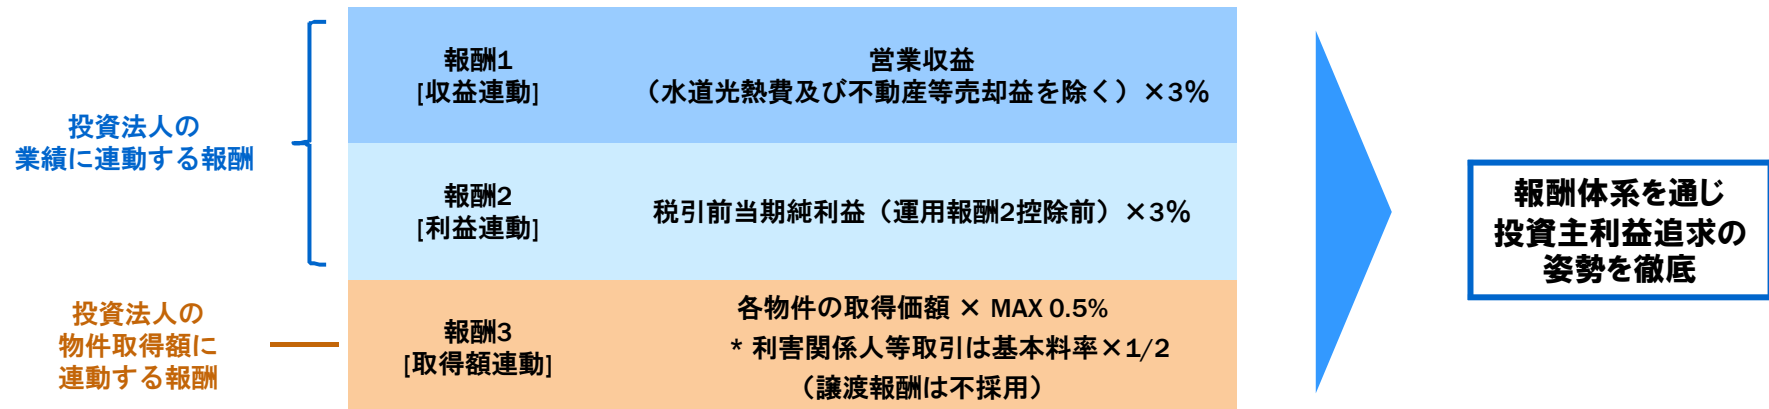 投資法人の
業績に連動する報酬
報酬1
[収益連動]
営業収益
（水道光熱費及び不動産等売却益を除く）×3%
報酬2
[利益連動]
税引前当期純利益（運用報酬2控除前）×3%
投資法人の
物件取得額に
連動する報酬
報酬3
[取得額連動]
各物件の取得価額 × MAX 0.5%
* 利害関係人等取引は基本料率×1/2
（譲渡報酬は不採用）
報酬体系を通じ
投資主利益追求の
姿勢を徹底